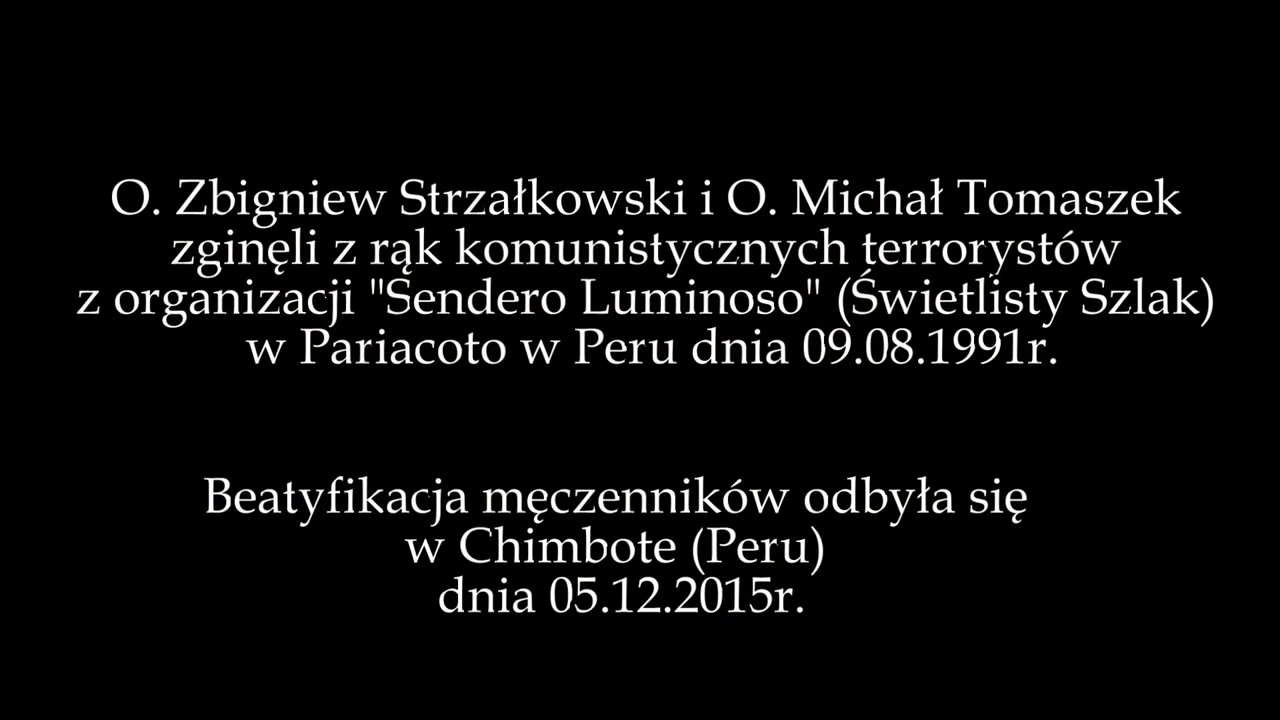 O. Zbigniew Strzałkowski i O. Michał Tomaszek
zginęli z rąk komunistycznych terrorystów
z organizacji "Sendero Luminoso" (Świetlisty Szlak)
w Pariacoto w Peru dnia 09.08.1991r.
Beatyfikacja męczenników odbyła się
w Chimbote (Peru)
dnia 05.12.2015r.